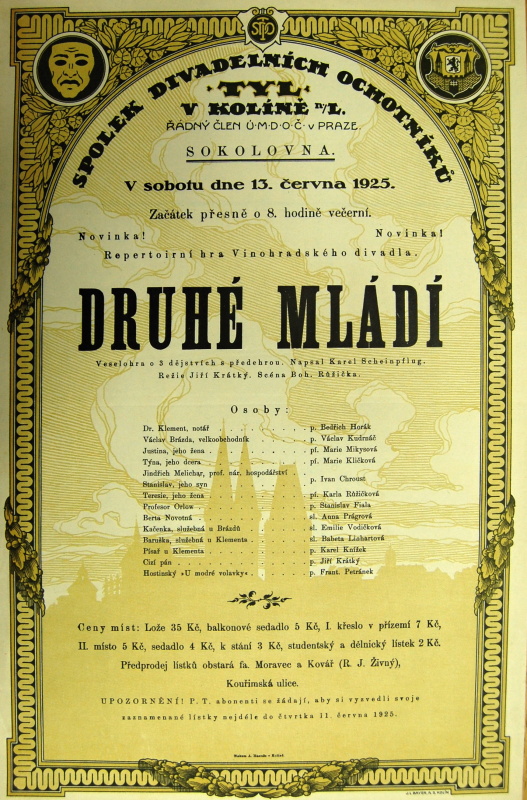 SPOLEK DIVADELNÍCH OCHOTNÍKŮ
TYL
V KOLÍNĚ n/L.
ŘÁDNÝ ČLEN Ú·M·D·O·Č· v PRAZE.
SOKOLOVNA.
V sobotu dne 13. června 1925.
Začátek přesně o 8. hodině večerní.
Novinka! Novinka!
Repertoirní hra Vinohradského divadla.
DRUHÉ MLÁDÍ
Veselohra o 3 dějstvích s předehrou. Napsal Karel Scheinpflug.
Režie Jiří Krátký. Scéna Boh. Růžička.
Osoby:
Dr. Klement, notář . . . . . . . . . p. Bedřich Horák
Václav Brázda, velkoobchodník . . . . . . p. Václav Kudrnáč
Justina, jeho žena . . . . . . . . . pí. Marie Mikysová
Týna, jeho dcera . . . . . . . . . pí. Marie Kličková
Jindřich Melichar, prof. nár. hospodářství
Stanislav, jeho syn . . . . . . . . . p. Ivan Chroust
Teresie, jeho žena . . . . . . . . . pí. Karla Růžičková
Profesor Orlow . . . . . . . . . p. Stanislav Fiala
Berta Novotná . . . . . . . . . sl. Anna Prágrová
Kačenka, služebná u Brázdů . . . . . . sl. Emilie Vodičková
Baruška, služebná u Klementa . . . . . . sl. Babeta Linhartová
Písař u Klementa . . . . . . . . . p. Karel Knížek
Cizí pán . . . . . . . . . p. Jiří Krátký
Hostinský »U modré volavky« . . . . . . p. Frant. Petránek
Ceny míst: Lože 35 Kč, balkonové sedadlo 5 Kč, I. křeslo v přízemí 7 Kč,
II. místo 5 Kč, sedadlo 4 Kč, k stání 3 Kč, studentský a dělnický lístek 2 Kč.
Předprodej lístků obstará fa. Moravec a Kovář (R. J. Živný),
Kouřimská ulice.
UPOZORNĚNÍ! P. T. abonenti se žádají, aby si vyzvedli svoje
zaznamenané lístky nejdéle do čtvrtka 11. června 1925.